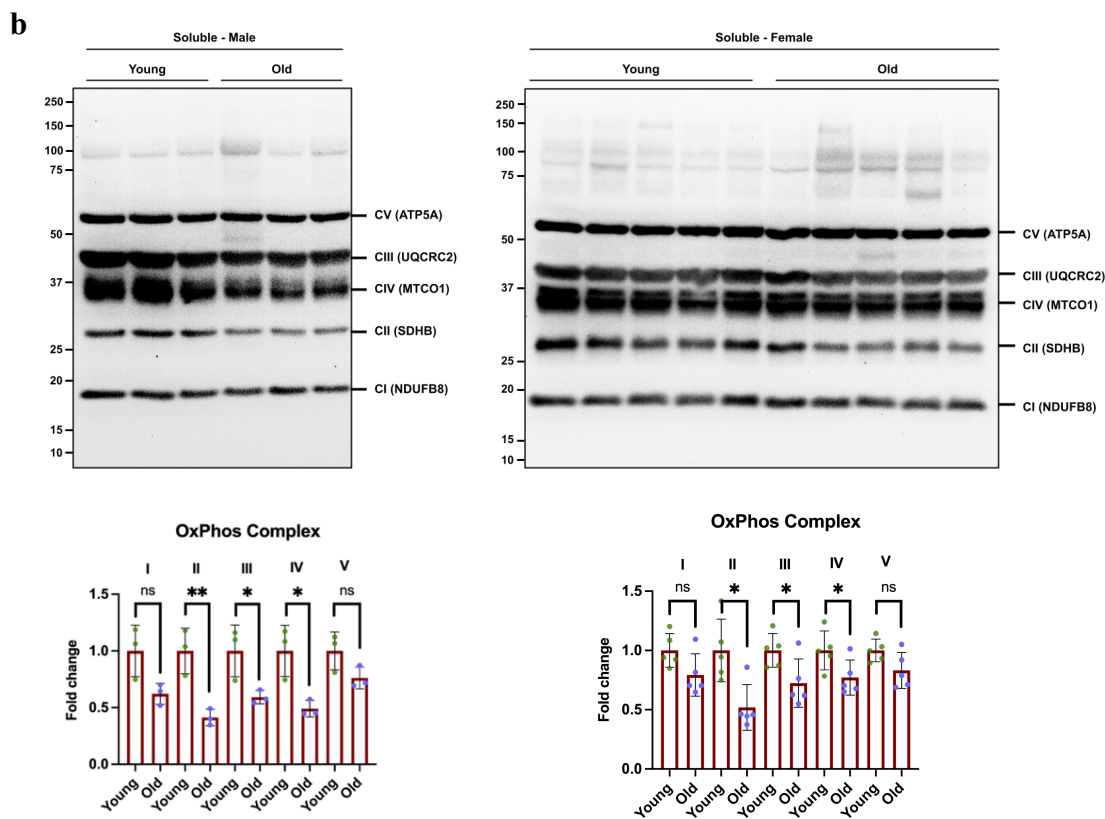 b
Soluble - Male
Young Old
250
150
100
75
50
37
25
20
15
10
CV (ATP5A)
CIII (UQCRC2)
CIV (MTCO1)
CII (SDHB)
CI (NDUFB8)
Soluble - Female
Young Old
250
150
100
75
50
37
25
20
15
10
CV (ATP5A)
CIII (UQCRC2)
CIV (MTCO1)
CII (SDHB)
CI (NDUFB8)
OxPhos Complex
I II III IV V
ns ** * * ns
Fold change
1.5
1.0
0.5
0.0
Young Old Young Old Young Old Young Old Young Old
OxPhos Complex
I II III IV V
ns * * * ns
Fold change
1.5
1.0
0.5
0.0
Young Old Young Old Young Old Young Old Young Old